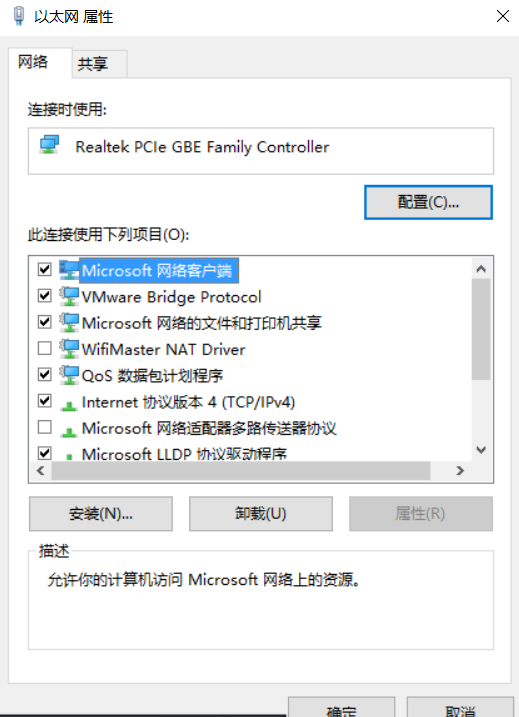 以太网 属性
网络
共享
连接时使用:
Realtek PCIe GBE Family Controller
配置(C)...
此连接使用下列项目(O):
Microsoft 网络客户端
VMware Bridge Protocol
Microsoft 网络的文件和打印机共享
WifiMaster NAT Driver
QoS 数据包计划程序
Internet 协议版本 4 (TCP/IPv4)
Microsoft 网络适配器多路传送器协议
Microsoft LLDP 协议驱动程序
安装(N)...
卸载(U)
属性(R)
描述
允许你的计算机访问 Microsoft 网络上的资源。
确定
取消